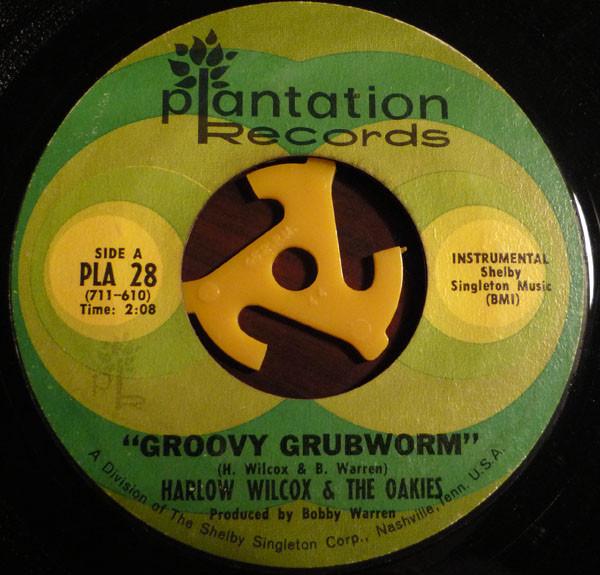 plantation
Records
SIDE A
PLA 28
(711-610)
Time: 2:08
INSTRUMENTAL
Shelby
Singleton Music
(BMI)
"GROOVY GRUBWORM"
(H. Wilcox & B. Warren)
HARLOW WILCOX & THE OAKIES
Produced by Bobby Warren
A Division of The Shelby Singleton Corp., Nashville, Tenn. U.S.A.